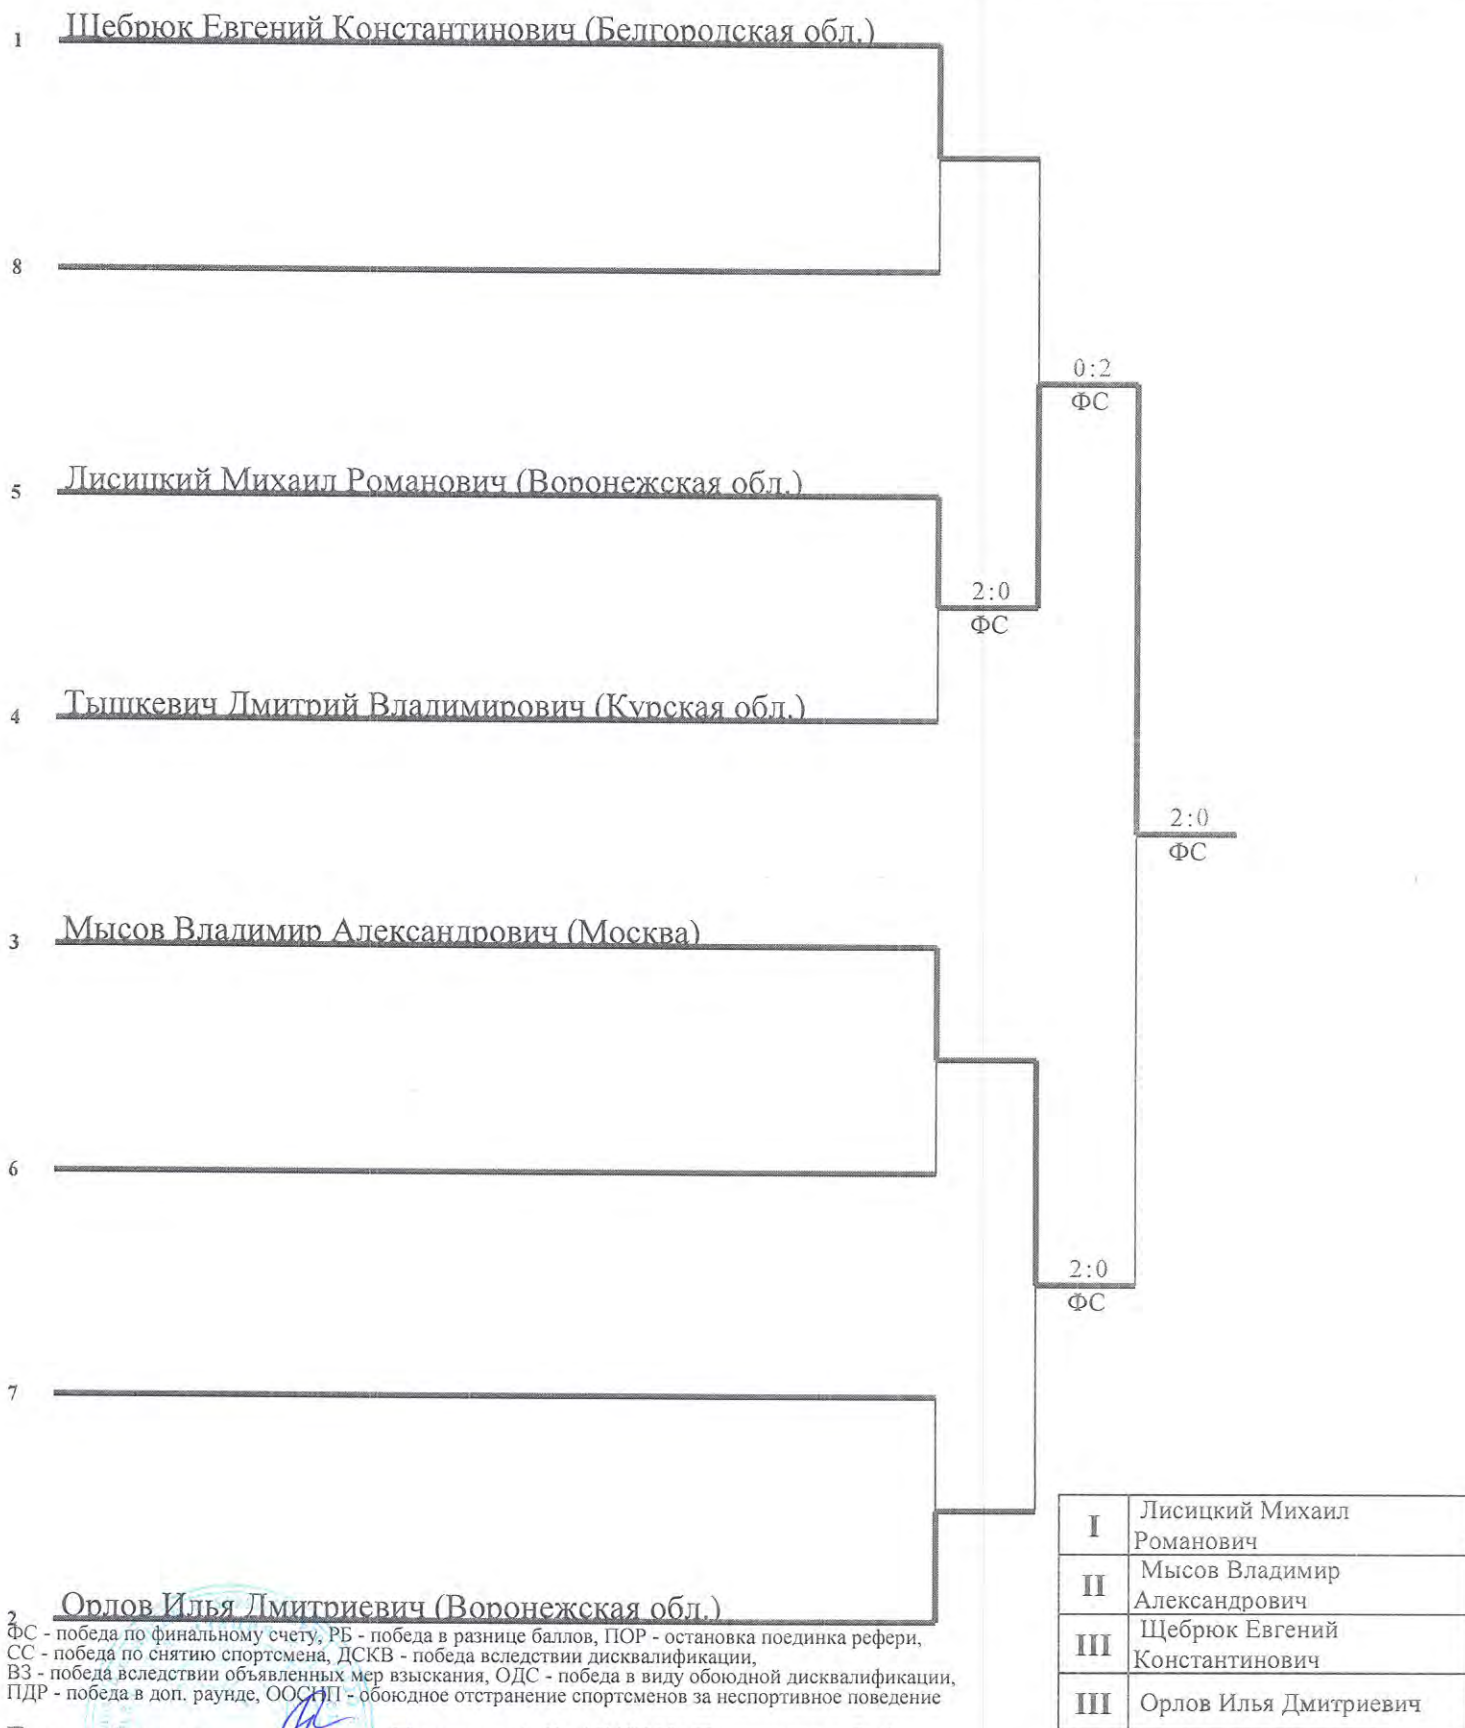 1 Щебрюк Евгений Константинович (Белгородская обл.)
8
0:2
ФС
5 Лисицкий Михаил Романович (Воронежская обл.)
2:0
ФС
4 Тышкевич Дмитрий Владимирович (Курская обл.)
2:0
ФС
3 Мысов Владимир Александрович (Москва)
6
2:0
ФС
7
I Лисицкий Михаил
Романович
II Мысов Владимир
Александрович
III Щебрюк Евгений
Константинович
III Орлов Илья Дмитриевич
2 Орлов Илья Дмитриевич (Воронежская обл.)
ФС - победа по финальному счету, РБ - победа в разнице баллов, ПОР - остановка поединка рефери,
СС - победа по снятию спортсмена, ДСКВ - победа вследствии дисквалификации,
ВЗ - победа вследствии объявленных мер взыскания, ОДС - победа в виду обоюдной дисквалификации,
ПДР - победа в доп. раунде, ООСНП - обоюдное отстранение спортсменов за неспортивное поведение